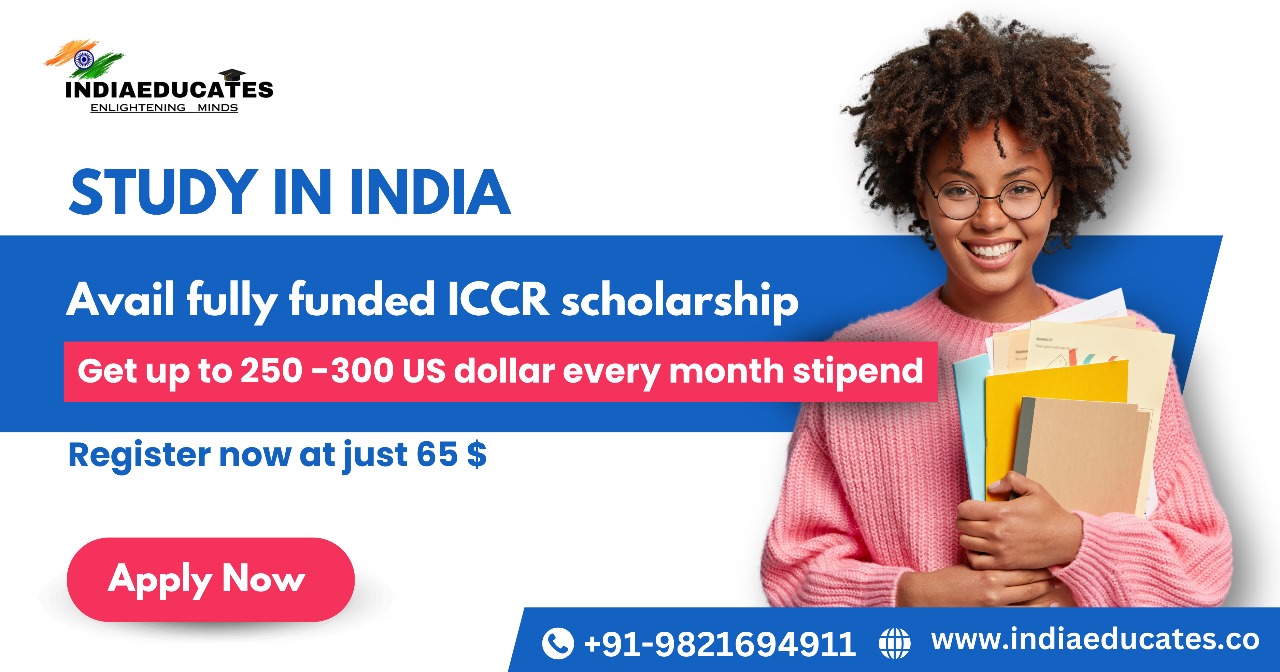 INDIAEDUCATES
ENLIGHTENING MINDS
STUDY IN INDIA
Avail fully funded ICCR scholarship
Get up to 250 -300 US dollar every month stipend
Register now at just 65 $
Apply Now
+91-9821694911 www.indiaeducates.co